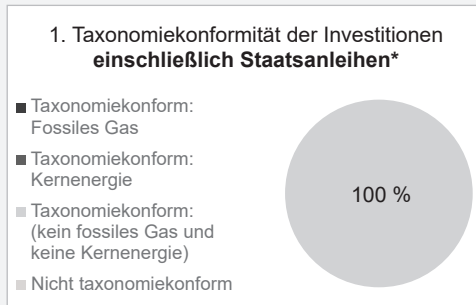 1. Taxonomiekonformität der Investitionen
einschließlich Staatsanleihen*
Taxonomiekonform:
Fossiles Gas
Taxonomiekonform:
Kernenergie
Taxonomiekonform:
(kein fossiles Gas und
keine Kernenergie)
Nicht taxonomiekonform
100 %